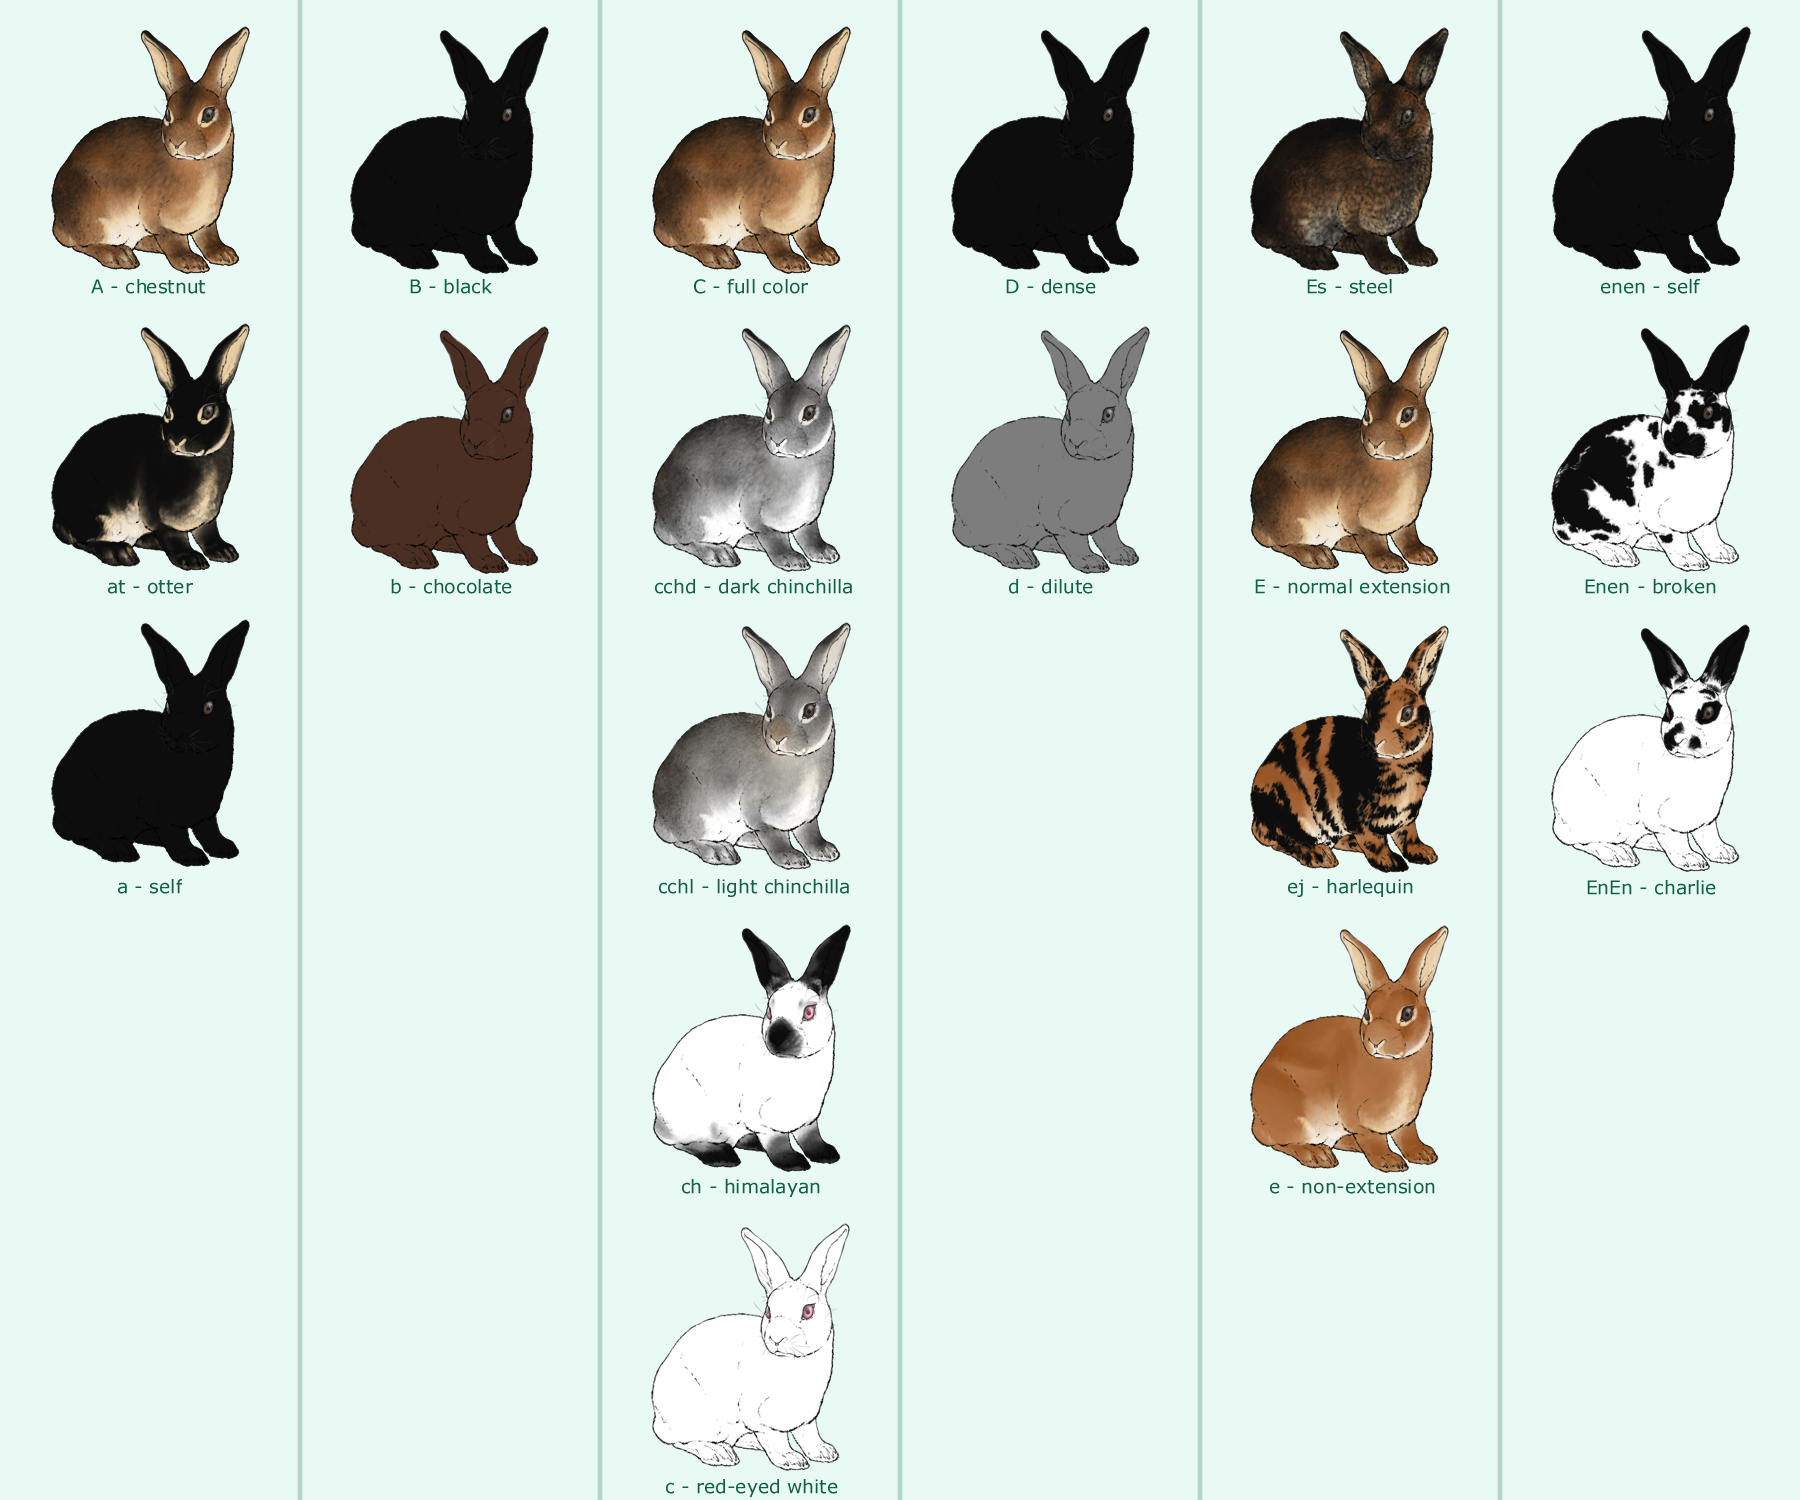 A - chestnut
B - black
C - full color
D - dense
Es - steel
enen - self
at - otter
b - chocolate
cchd - dark chinchilla
d - dilute
E - normal extension
Enen - broken
a - self
cchl - light chinchilla
ej - harlequin
EnEn - charlie
ch - himalayan
e - non-extension
c - red-eyed white